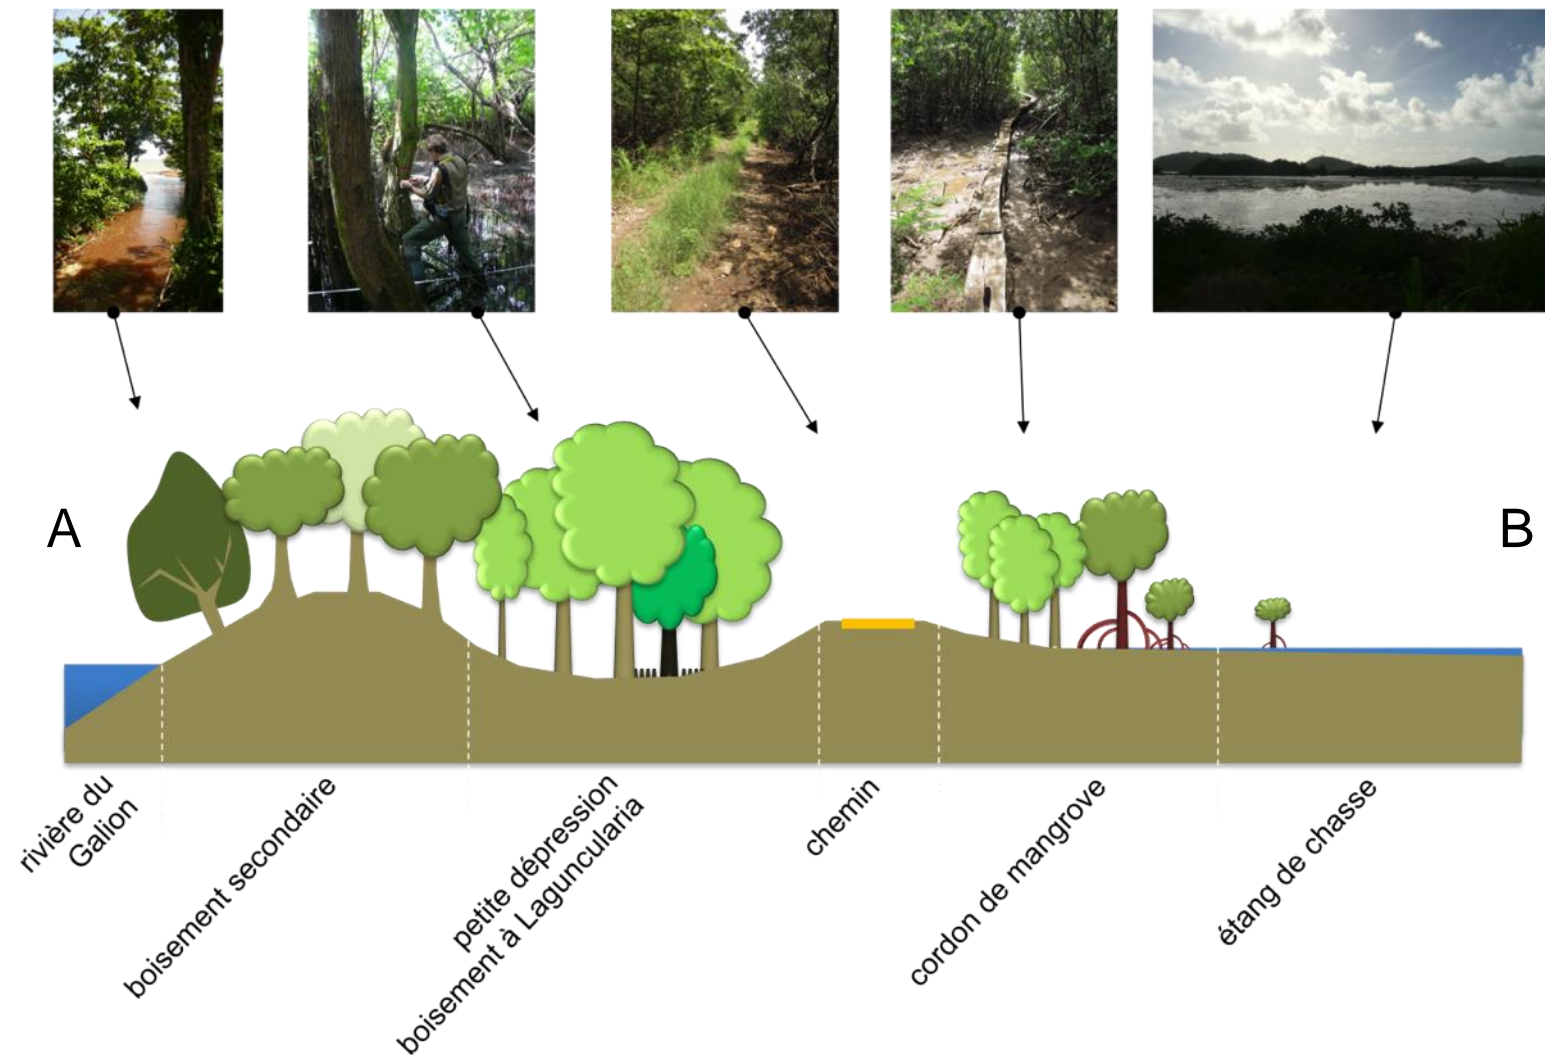 A
B
rivière du
Galion
boisement secondaire
petite dépression
boisement à Laguncularia
chemin
cordon de mangrove
étang de chasse